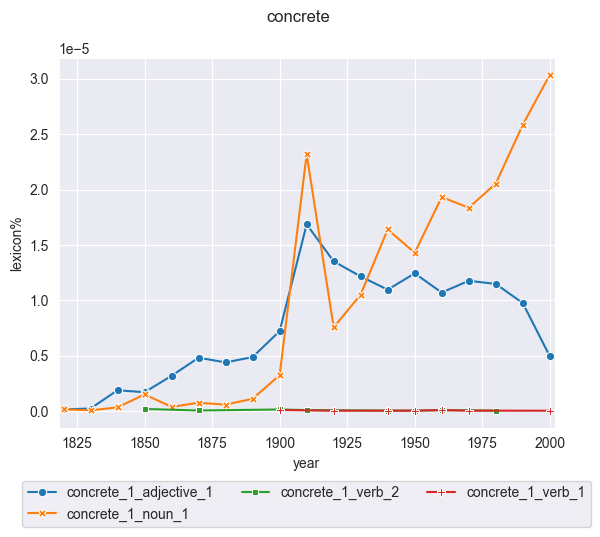 concrete
1e−5
3.0
2.5
2.0
1.5
1.0
0.5
0.0
lexicon%
1825 1850 1875 1900 1925 1950 1975 2000
year
concrete_1_adjective_1 concrete_1_verb_2 concrete_1_verb_1
concrete_1_noun_1